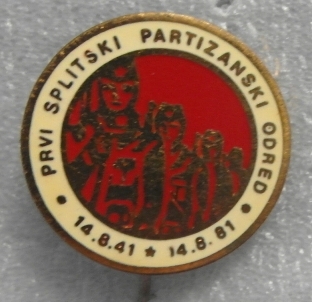 PRVI SPLITSKI PARTIZANSKI ODRED
14.8.41 ★ 14.8.81